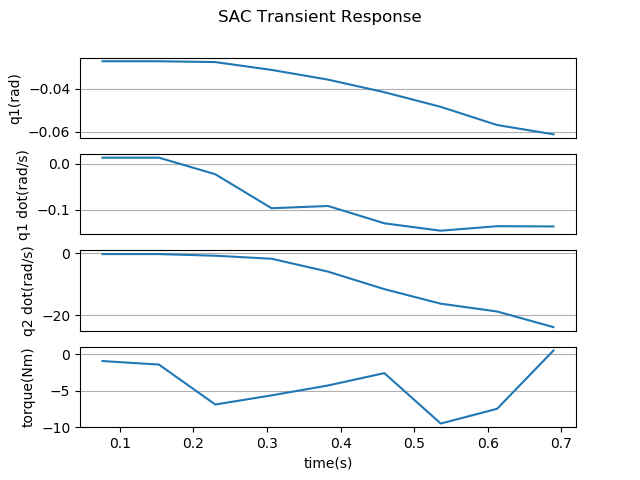 SAC Transient Response
q1(rad)
−0.04
−0.06
q1 dot(rad/s)
0.0
−0.1
q2 dot(rad/s)
0
−20
torque(Nm)
0
−5
−10
0.1 0.2 0.3 0.4 0.5 0.6 0.7
time(s)